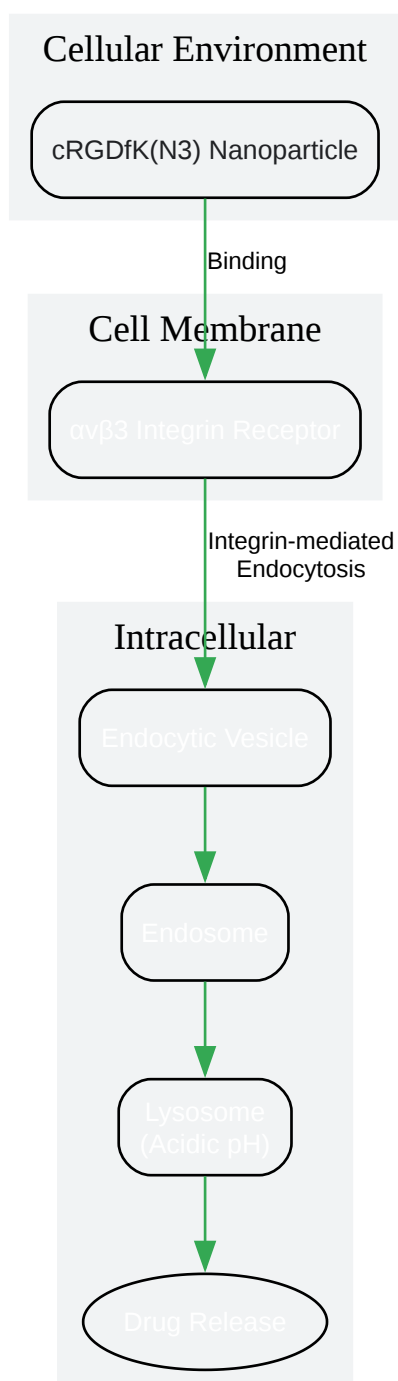 Cellular Environment
cRGDfK(N3) Nanoparticle
Binding
Cell Membrane
αvβ3 Integrin Receptor
Integrin-mediated
Endocytosis
Intracellular
Endocytic Vesicle
Endosome
Lysosome
(Acidic pH)
Drug Release